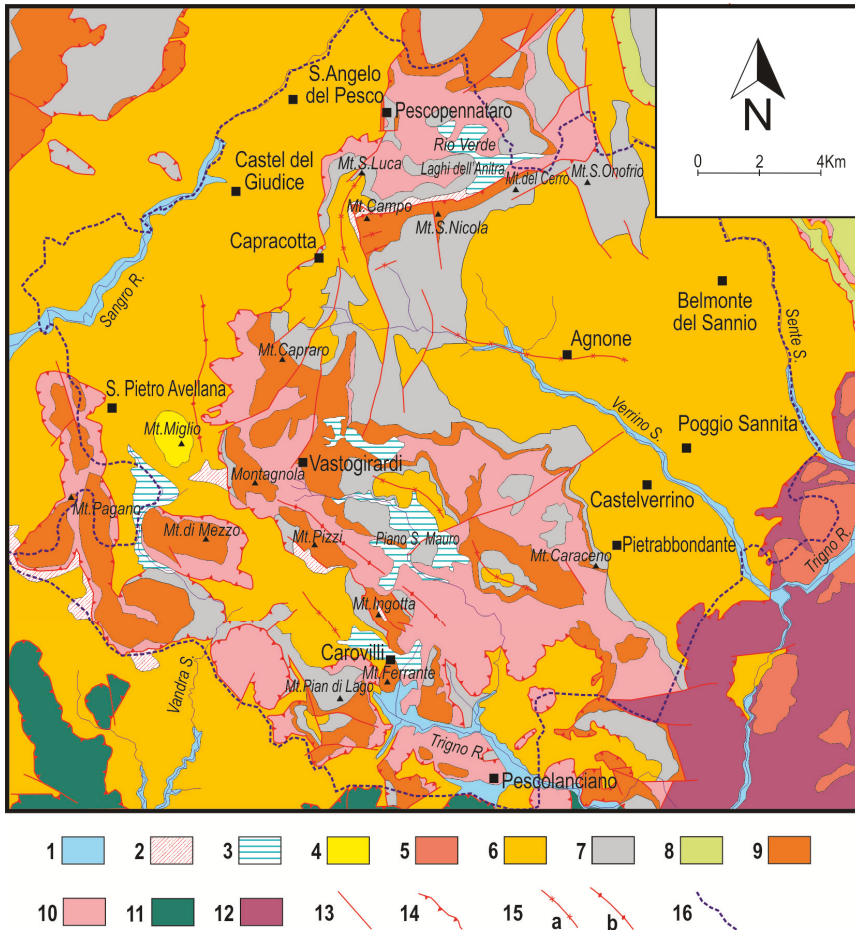 S.Angelo
del Pesco
Pescopennataro
N
0 2 4Km
Rio Verde
Mt.S.Luca
Laghi dell'Anitra
Mt.del Cerro
Mt.S.Onofrio
Castel del
Giudice
Mt.Campo
Mt.S.Nicola
Capracotta
Sangro R.
Belmonte
del Sannio
Sente S.
Agnone
Mt.Capraro
S. Pietro Avellana
Verrino S.
Mt.Miglio
Poggio Sannita
Vastogirardi
Montagnola
Castelverrino
Mt.Pagano
Mt.di Mezzo
Mt.Pizzi
Piano S. Mauro
Mt.Caraceno
Pietrabbondante
Trigno R.
Mt.Ingotta
Carovilli
Vandra S.
Mt.Pian di Lago
Mt.Ferrante
Trigno R.
Pescolanciano
1 2 3 4 5 6 7 8 9
10 11 12 13 14 15 a b 16